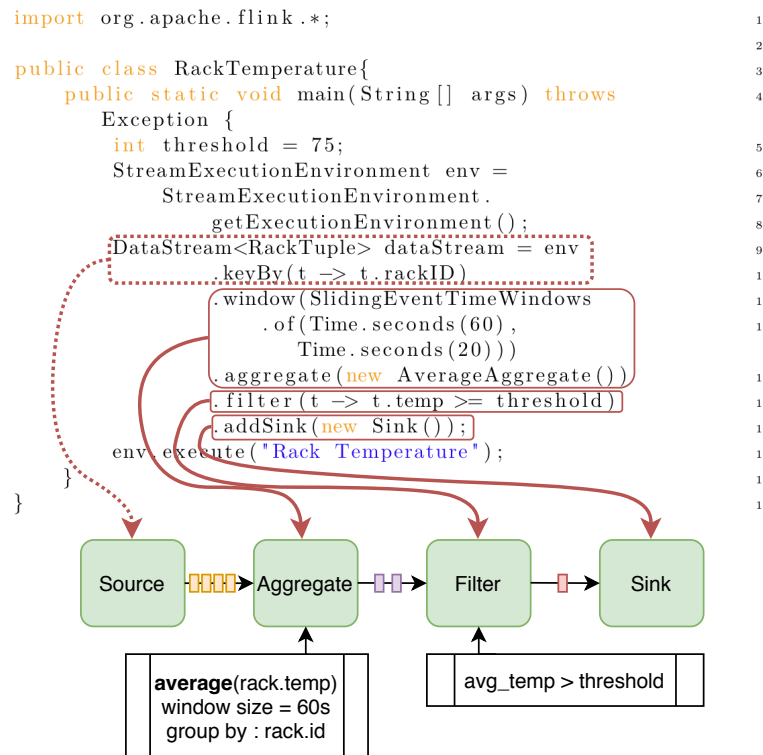 import org.apache.flink.*; 1
2
public class RackTemperature{ 3
public static void main(String[] args) throws 4
Exception {
int threshold = 75; 5
StreamExecutionEnvironment env = 6
StreamExecutionEnvironment. 7
getExecutionEnvironment(); 8
DataStream<RackTuple> dataStream = env 9
.keyBy(t -> t.rackID) 1
.window(SlidingEventTimeWindows 1
.of(Time.seconds(60), 1
Time.seconds(20)))
.aggregate(new AverageAggregate()) 1
.filter(t -> t.temp >= threshold) 1
.addSink(new Sink()); 1
env.execute("Rack Temperature"); 1
} 1
} 1
Source Aggregate Filter Sink
average(rack.temp)
window size = 60s
group by : rack.id
avg_temp > threshold